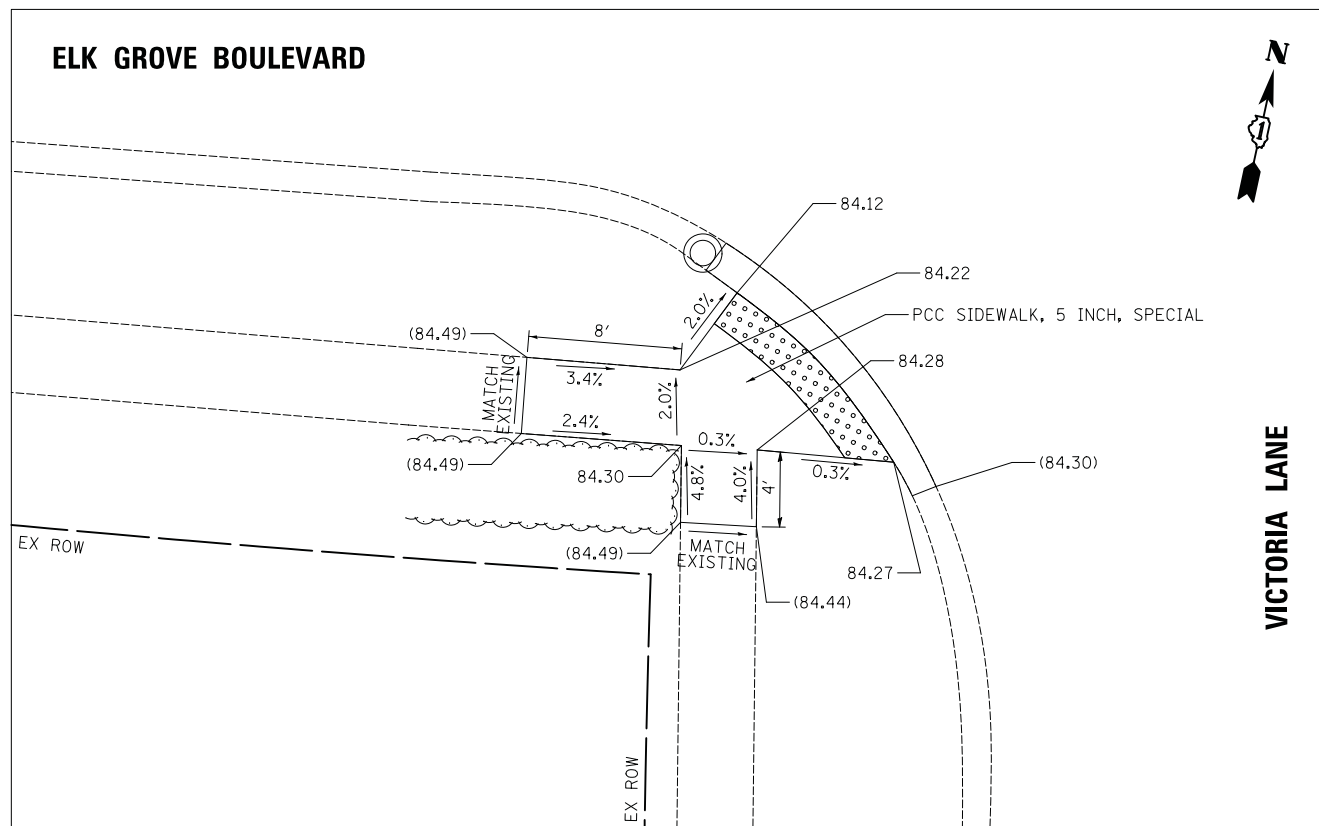 ELK GROVE BOULEVARD
N
1
84.12
84.22
2.0%
PCC SIDEWALK, 5 INCH, SPECIAL
(84.49)
8'
84.28
3.4%
MATCH
EXISTING
2.0%
2.4%
0.3%
(84.49)
84.30
4.8%
4.0%
4'
0.3%
(84.30)
EX ROW
(84.49)
MATCH
EXISTING
84.27
(84.44)
VICTORIA LANE
EX ROW